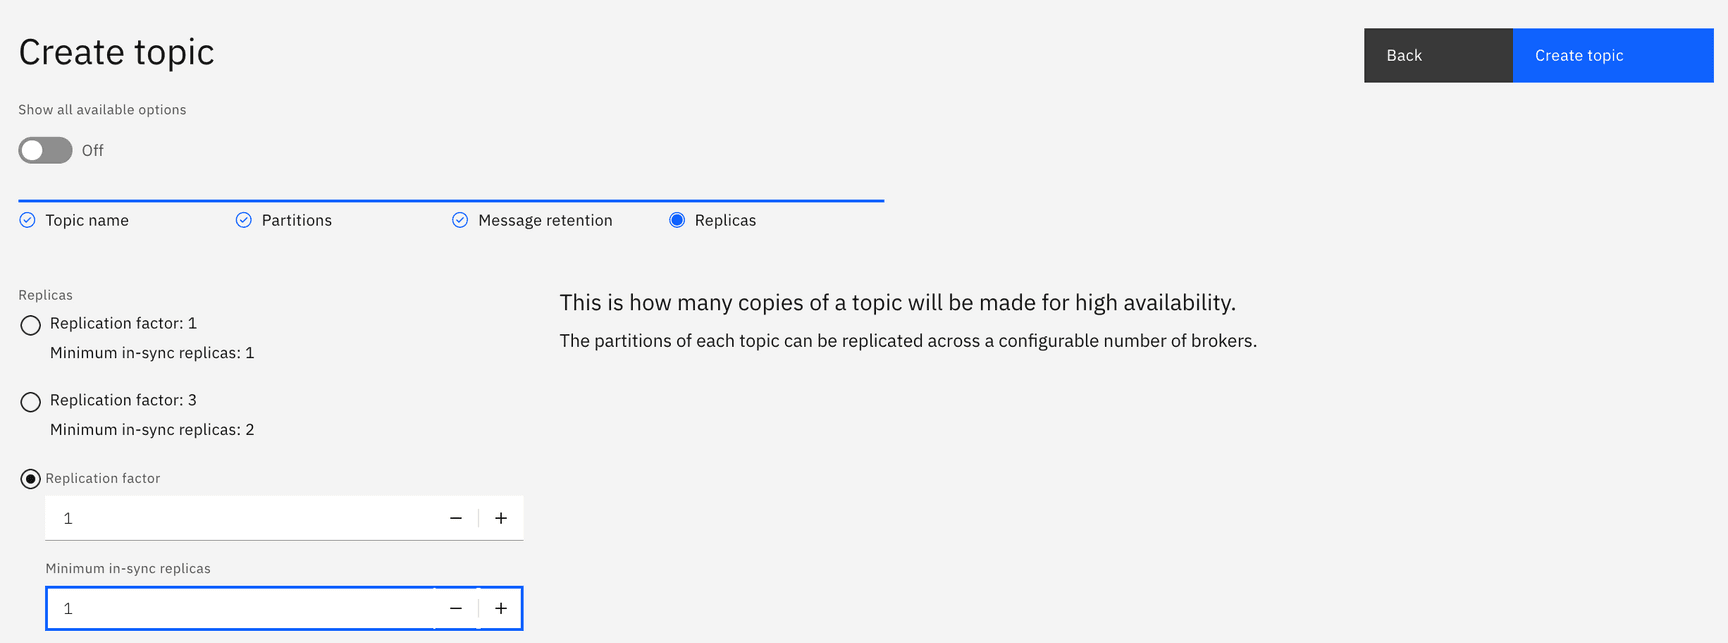 Create topic
Back
Create topic
Show all available options
Off
Topic name
Partitions
Message retention
Replicas
Replicas
Replication factor: 1
Minimum in-sync replicas: 1
Replication factor: 3
Minimum in-sync replicas: 2
Replication factor
1
Minimum in-sync replicas
1
This is how many copies of a topic will be made for high availability.
The partitions of each topic can be replicated across a configurable number of brokers.